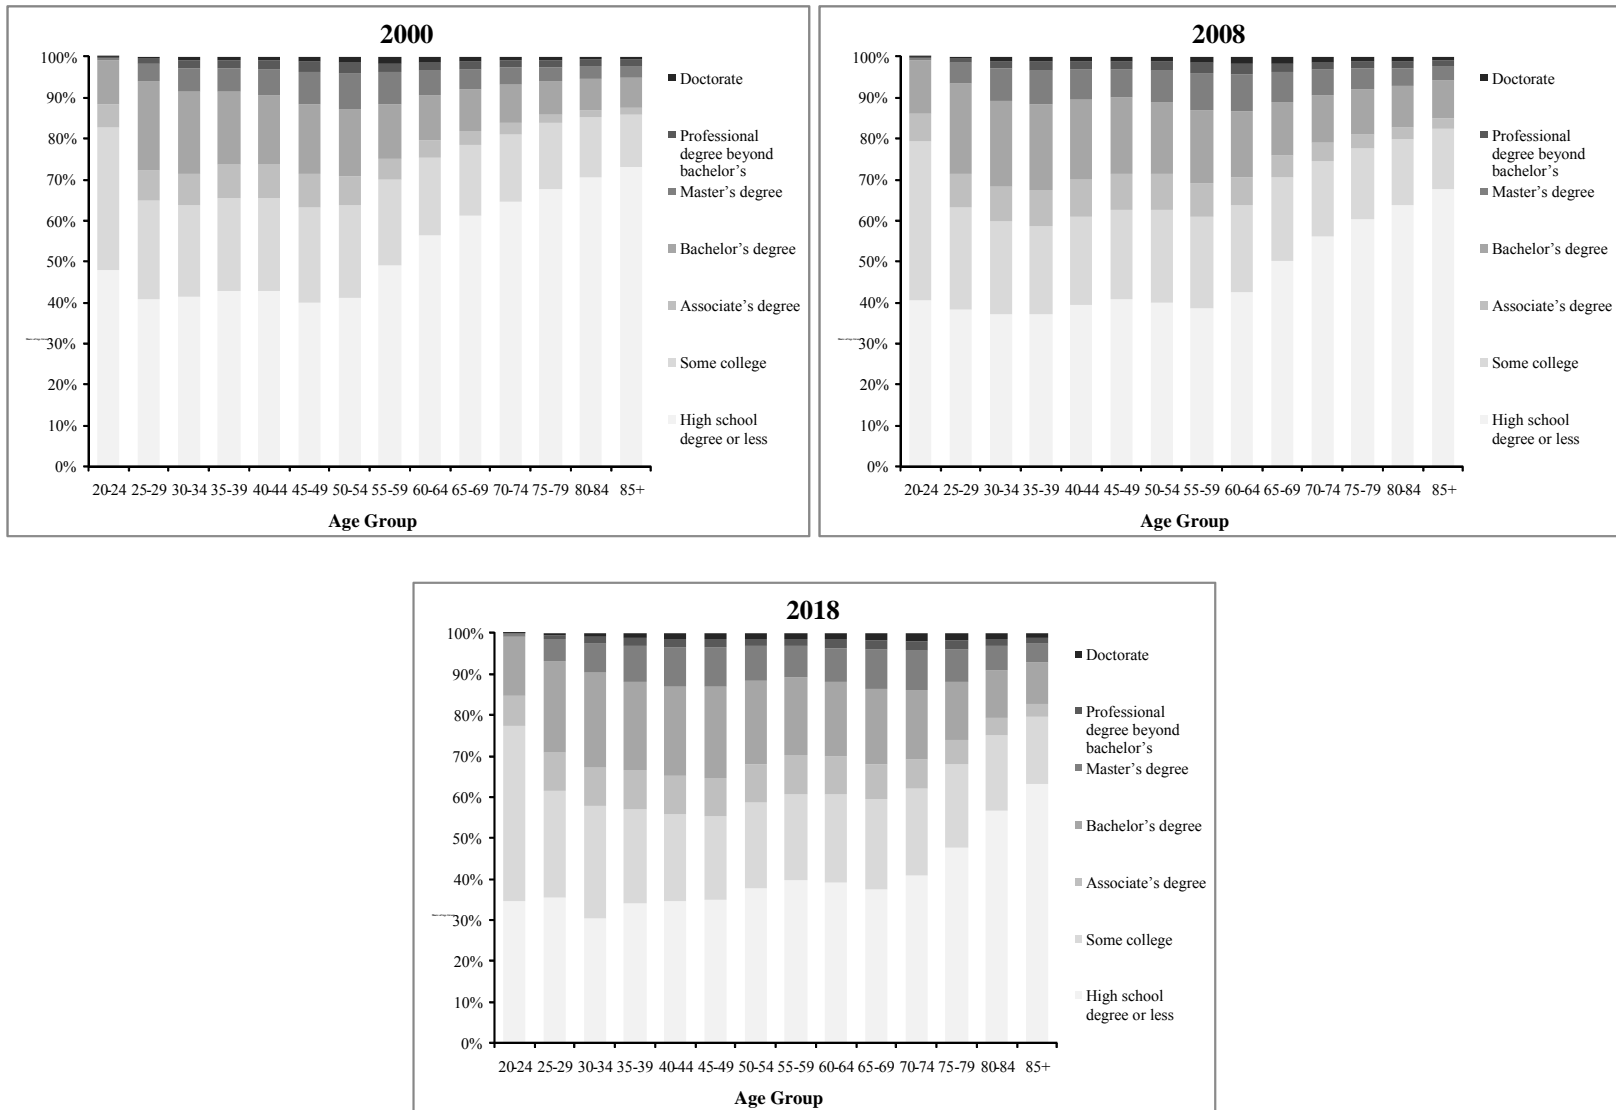 2000
100%
90%
80%
70%
60%
50%
40%
30%
20%
10%
0%
20-24 25-29 30-34 35-39 40-44 45-49 50-54 55-59 60-64 65-69 70-74 75-79 80-84 85+
Age Group
Doctorate
Professional
degree beyond
bachelor's
Master's degree
Bachelor's degree
Associate's degree
Some college
High school
degree or less
2008
100%
90%
80%
70%
60%
50%
40%
30%
20%
10%
0%
20-24 25-29 30-34 35-39 40-44 45-49 50-54 55-59 60-64 65-69 70-74 75-79 80-84 85+
Age Group
Doctorate
Professional
degree beyond
bachelor's
Master's degree
Bachelor's degree
Associate's degree
Some college
High school
degree or less
2018
100%
90%
80%
70%
60%
50%
40%
30%
20%
10%
0%
20-24 25-29 30-34 35-39 40-44 45-49 50-54 55-59 60-64 65-69 70-74 75-79 80-84 85+
Age Group
Doctorate
Professional
degree beyond
bachelor's
Master's degree
Bachelor's degree
Associate's degree
Some college
High school
degree or less